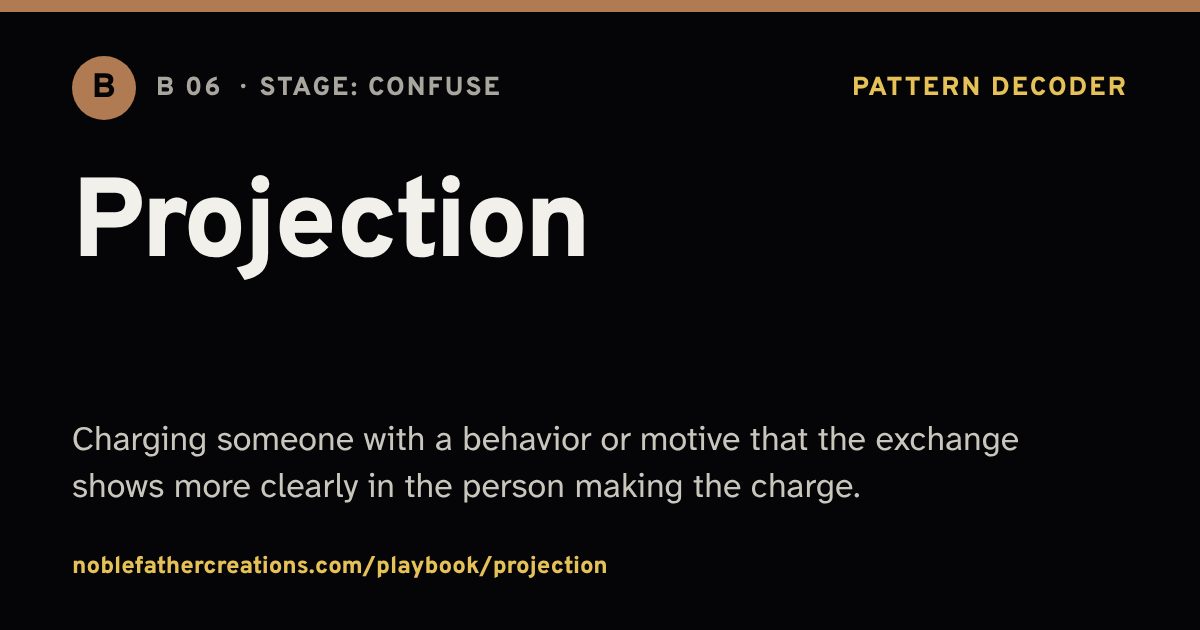 B
B 06 · STAGE: CONFUSE
PATTERN DECODER
Projection
Charging someone with a behavior or motive that the exchange
shows more clearly in the person making the charge.
noblefathercreations.com/playbook/projection